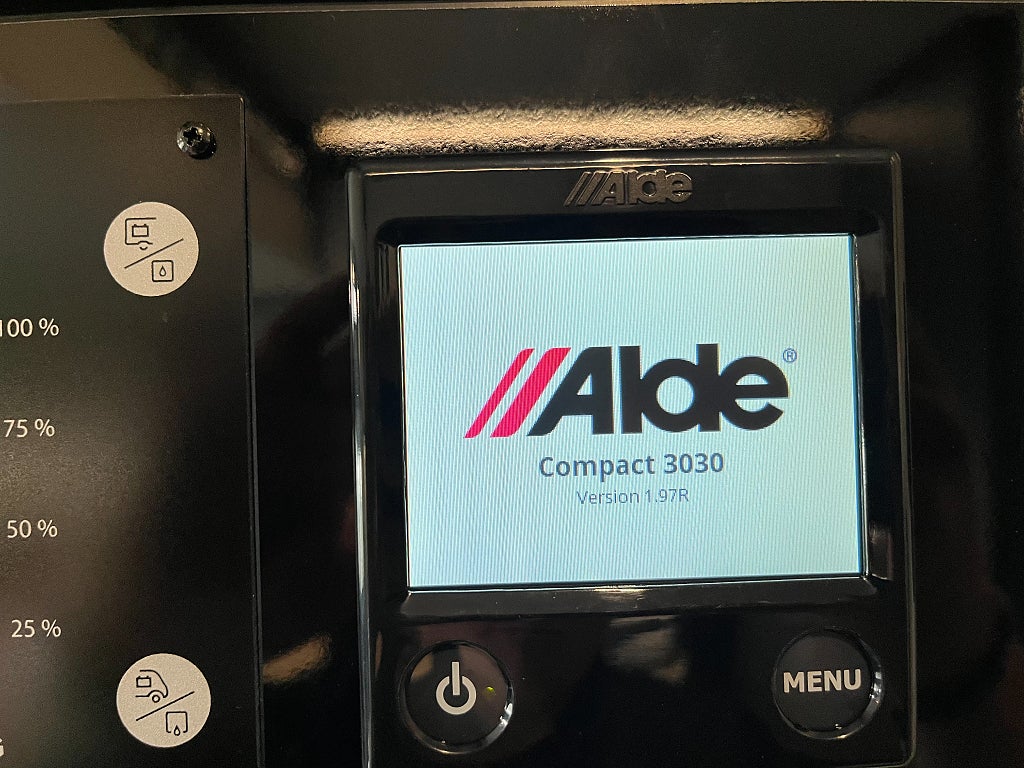 Alde
100 %
75 %
50 %
25 %
Alde®
Compact 3030
Version 1.97R
MENU